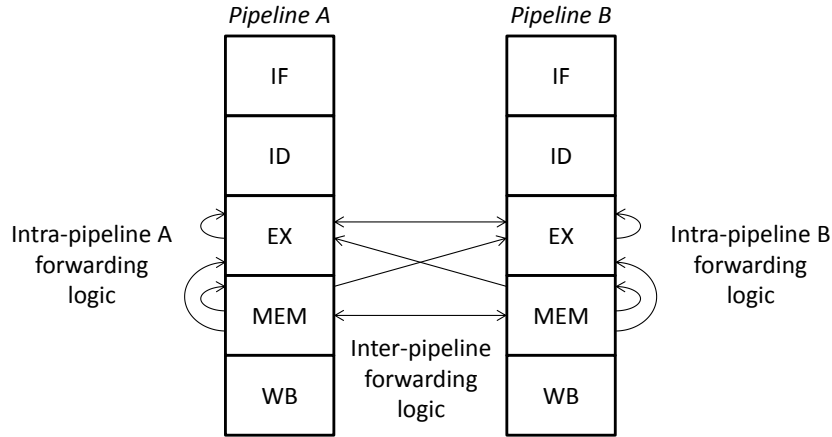 Pipeline A
Pipeline B
IF
IF
ID
ID
EX
EX
Intra-pipeline A
forwarding
logic
Intra-pipeline B
forwarding
logic
MEM
MEM
Inter-pipeline
forwarding
logic
WB
WB